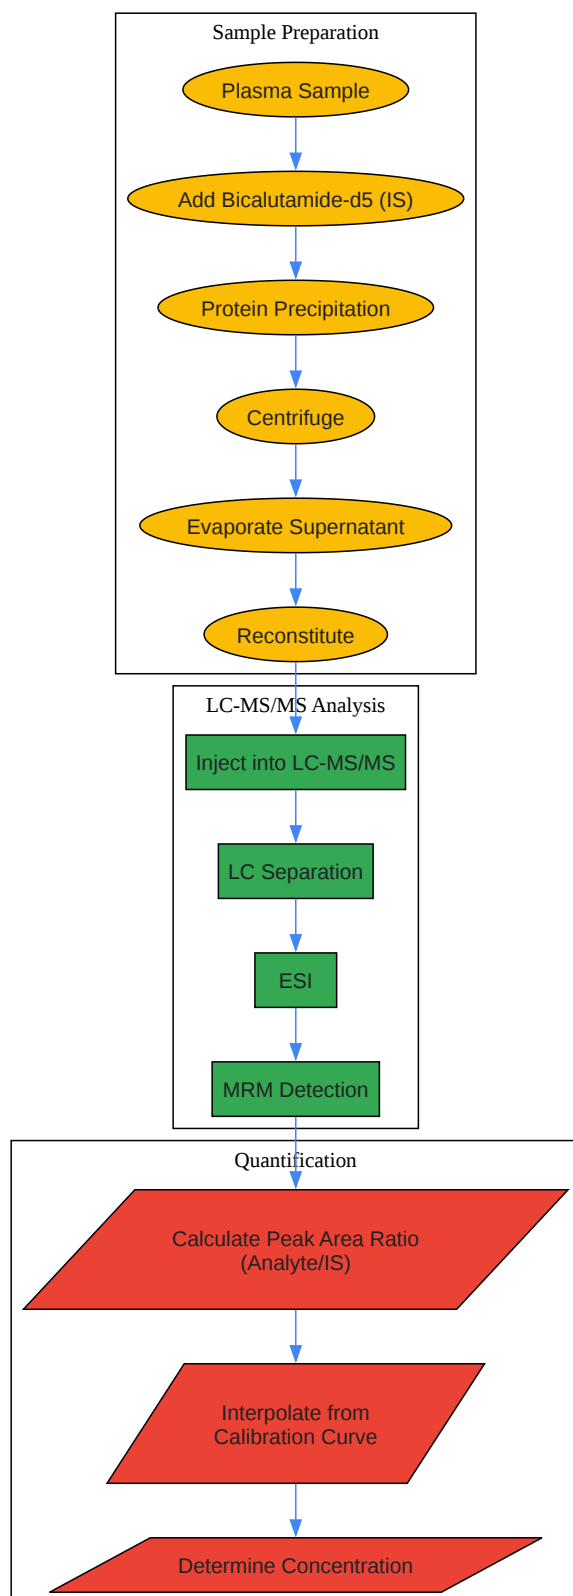 Sample Preparation
Plasma Sample
Add Bicalutamide-d5 (IS)
Protein Precipitation
Centrifuge
Evaporate Supernatant
Reconstitute
LC-MS/MS Analysis
Inject into LC-MS/MS
LC Separation
ESI
MRM Detection
Quantification
Calculate Peak Area Ratio
(Analyte/IS)
Interpolate from
Calibration Curve
Determine Concentration